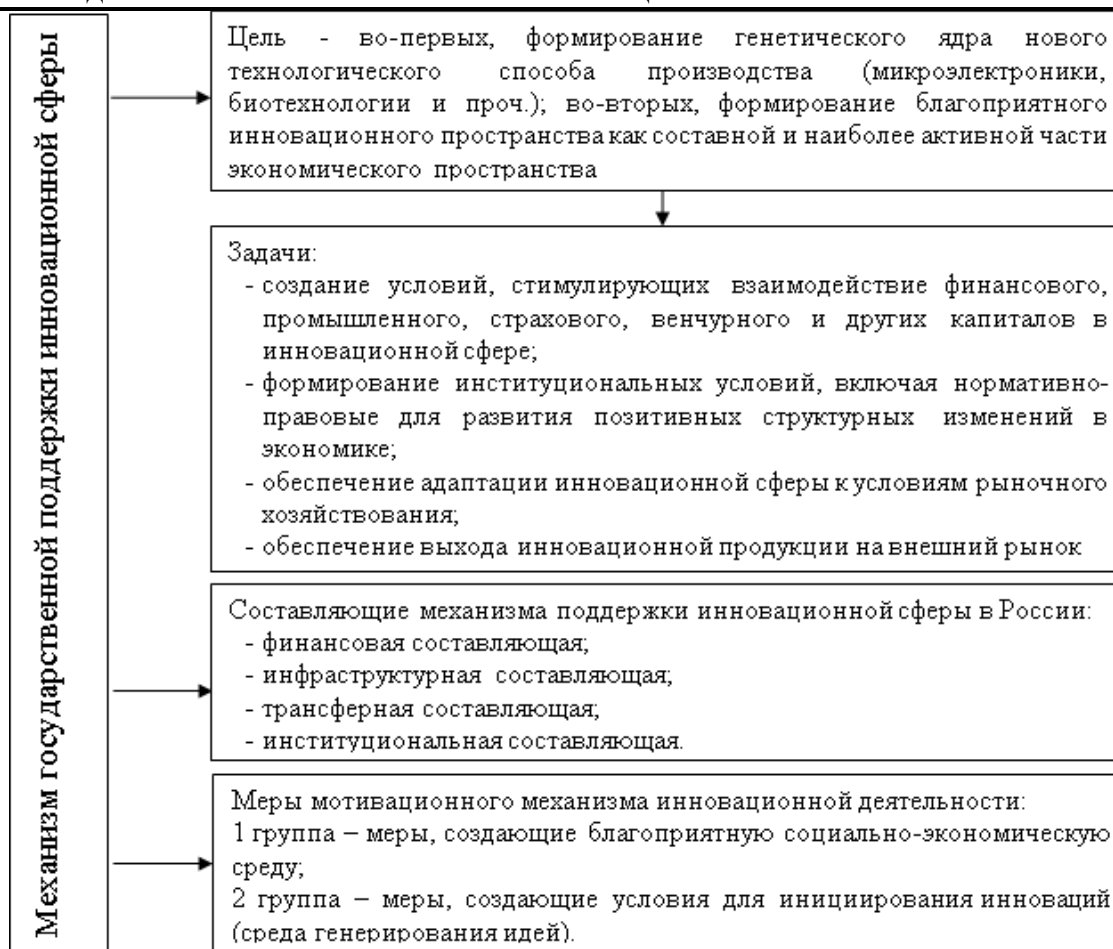 Механизм государственной поддержки инновационной сферы
Цель - во-первых, формирование генетического ядра нового
технологического способа производства (микроэлектроники,
биотехнологии и проч.); во-вторых, формирование благоприятного
инновационного пространства как составной и наиболее активной части
экономического пространства
Задачи:
- создание условий, стимулирующих взаимодействие финансового,
промышленного, страхового, венчурного и других капиталов в
инновационной сфере;
- формирование институциональных условий, включая нормативно-
правовые для развития позитивных структурных изменений в
экономике;
- обеспечение адаптации инновационной сферы к условиям рыночного
хозяйствования;
- обеспечение выхода инновационной продукции на внешний рынок
Составляющие механизма поддержки инновационной сферы в России:
- финансовая составляющая;
- инфраструктурная составляющая;
- трансферная составляющая;
- институциональная составляющая.
Меры мотивационного механизма инновационной деятельности:
1 группа – меры, создающие благоприятную социально-экономическую
среду;
2 группа – меры, создающие условия для инициирования инноваций
(среда генерирования идей).